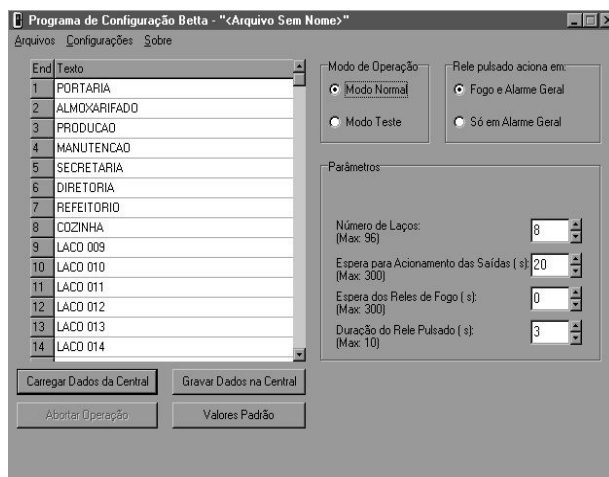 Programa de Configuração Betta - "<Arquivo Sem Nome>"
Arquivos Configurações Sobre
End Texto
1 PORTARIA
2 ALMOXARIFADO
3 PRODUCAO
4 MANUTENCAO
5 SECRETARIA
6 DIRETORIA
7 REFEITORIO
8 COZINHA
9 LACO 009
10 LACO 010
11 LACO 011
12 LACO 012
13 LACO 013
14 LACO 014
Carregar Dados da Central Gravar Dados na Central
Abortar Operação Valores Padrão
Modo de Operação
Modo Normal
Modo Teste
Rele pulsado aciona em:
Fogo e Alarme Geral
Só em Alarme Geral
Parâmetros
Número de Laços: 8
(Max: 96)
Espera para Acionamento das Saídas ( s): 20
(Max: 300)
Espera dos Reles de Fogo ( s): 0
(Max: 300)
Duração do Rele Pulsado ( s): 3
(Max: 10)